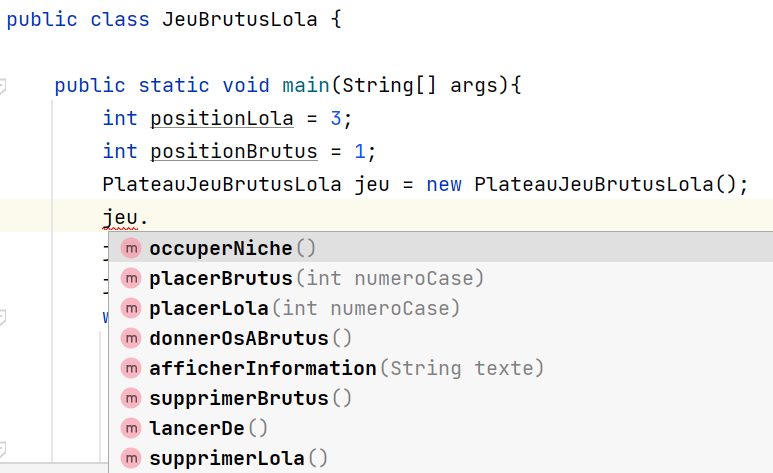 public class JeuBrutusLola {
public static void main(String[] args){
int positionLola = 3;
int positionBrutus = 1;
PlateauJeuBrutusLola jeu = new PlateauJeuBrutusLola();
jeu.
m occuperNiche()
m placerBrutus(int numeroCase)
m placerLola(int numeroCase)
m donnerOsABrutus()
m afficherInformation(String texte)
m supprimerBrutus()
m lancerDe()
m supprimerLola()